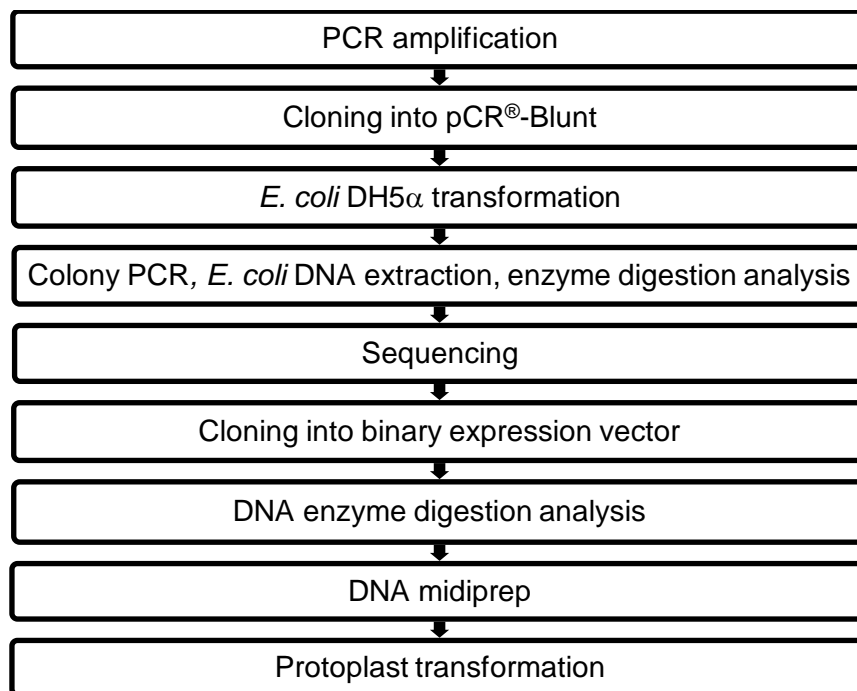 PCR amplification
Cloning into pCR®-Blunt
E. coli DH5α transformation
Colony PCR, E. coli DNA extraction, enzyme digestion analysis
Sequencing
Cloning into binary expression vector
DNA enzyme digestion analysis
DNA midiprep
Protoplast transformation